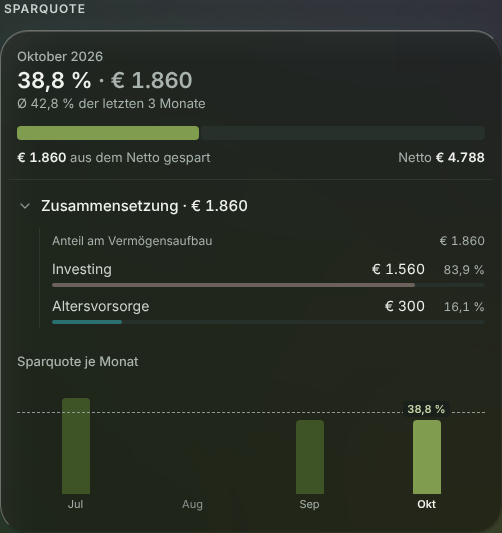 SPARQUOTE
Oktober 2026
38,8 % · € 1.860
Ø 42,8 % der letzten 3 Monate
€ 1.860 aus dem Netto gespart Netto € 4.788
Zusammensetzung · € 1.860
Anteil am Vermögensaufbau € 1.860
Investing € 1.560 83,9 %
Altersvorsorge € 300 16,1 %
Sparquote je Monat
38,8 %
Jul Aug Sep Okt